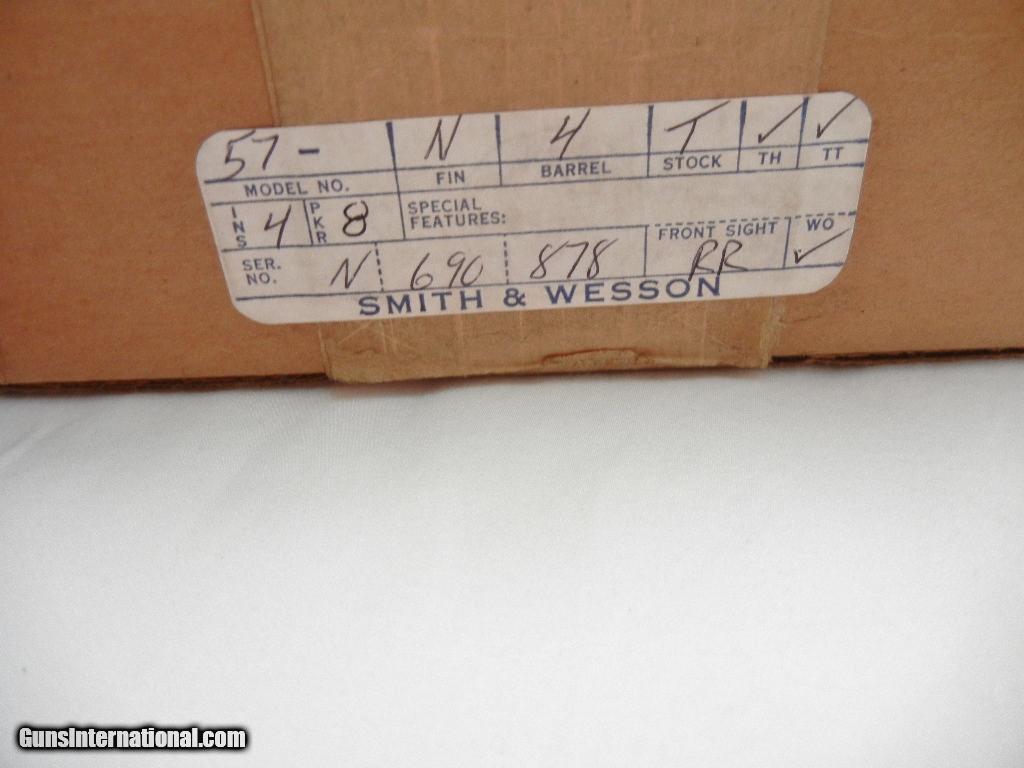 57 - N 4 T ✓ ✓
MODEL NO. FIN BARREL STOCK TH TT
INS 4 PKR 8 SPECIAL FEATURES: FRONT SIGHT WO
SER. NO. N 690 878 RR ✓
SMITH & WESSON
GunsInternational.com